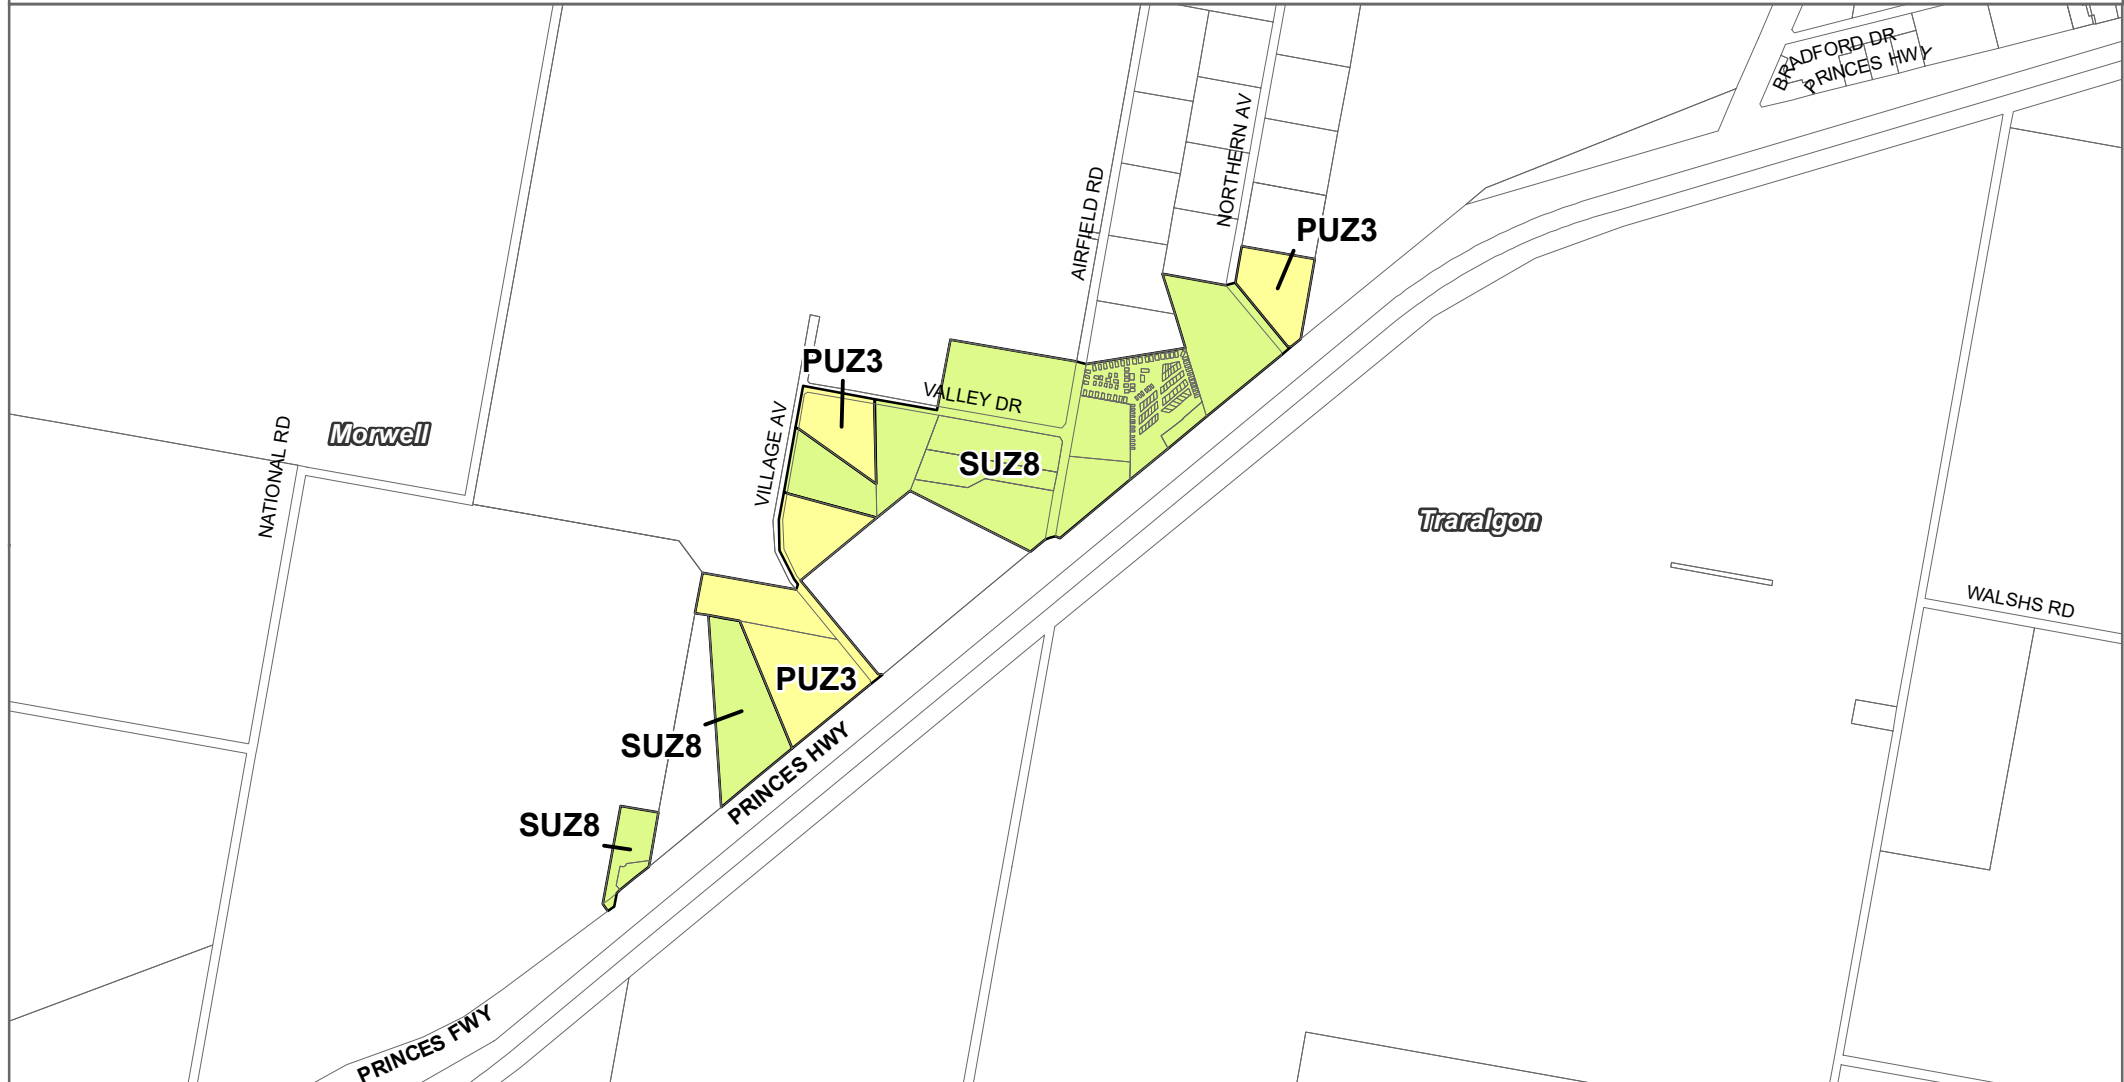 BRADFORD DR
PRINCES HWY
NORTHERN AV
AIRFIELD RD
PUZ3
PUZ3
VALLEY DR
VILLAGE AV
NATIONAL RD
Morwell
SUZ8
Traralgon
WALSHS RD
PUZ3
SUZ8
PRINCES HWY
SUZ8
PRINCES FWY